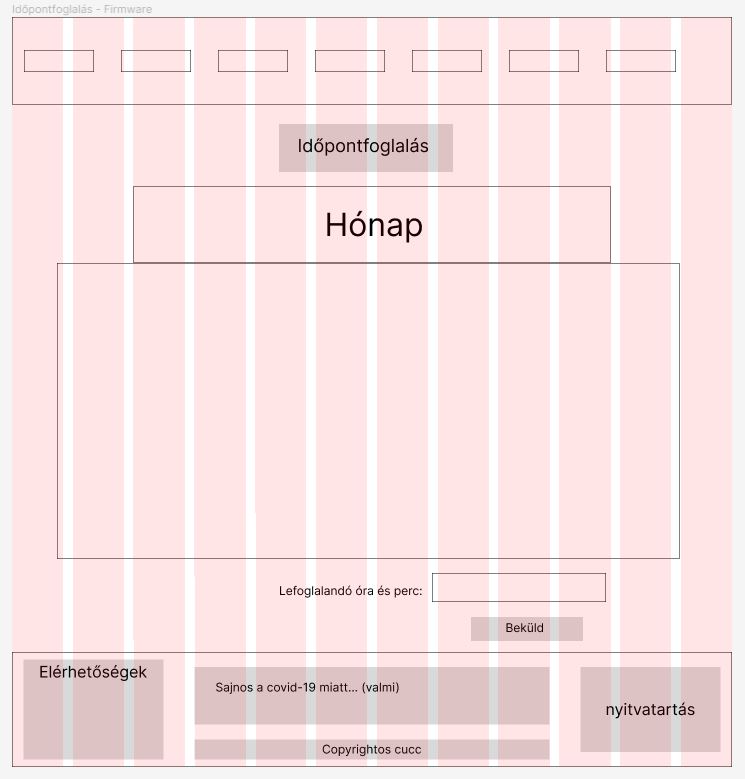 Időpontfoglalás - Firmware
Időpontfoglalás
Hónap
Lefoglalandó óra és perc:
Beküld
Elérhetőségek
Sajnos a covid-19 miatt... (valmi)
nyitvatartás
Copyrightos cucc